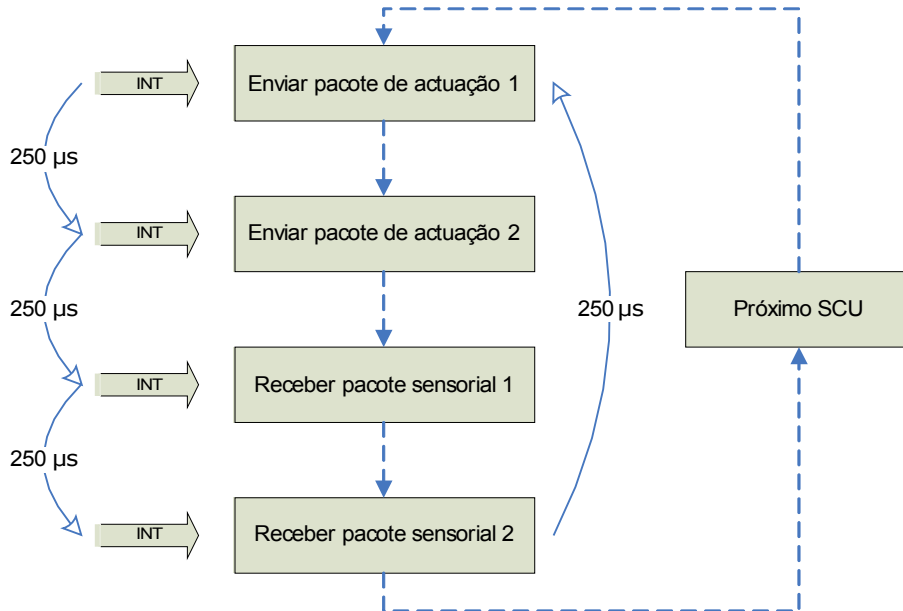 INT
Enviar pacote de actuação 1
250 µs
INT
Enviar pacote de actuação 2
250 µs
250 µs
Próximo SCU
INT
Receber pacote sensorial 1
250 µs
INT
Receber pacote sensorial 2